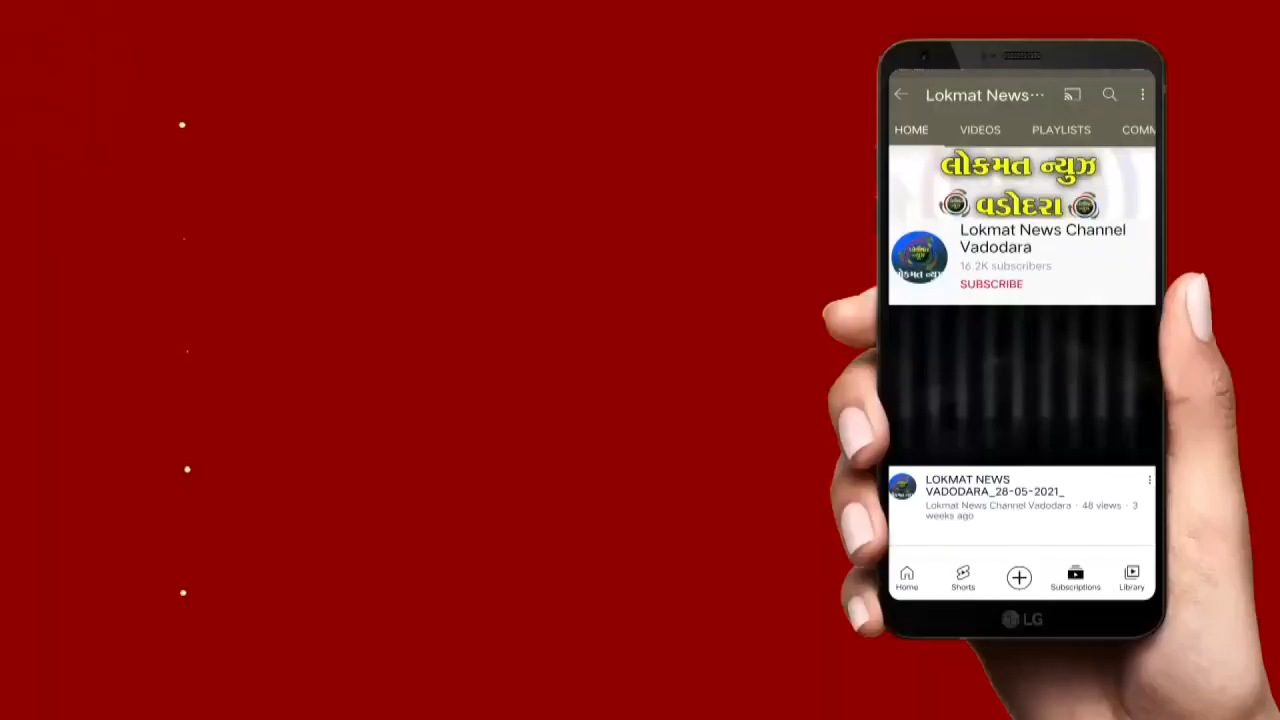 Lokmat News...
HOME VIDEOS PLAYLISTS COMM
લોકમત ન્યુઝ
વડોદરા
Lokmat News Channel
Vadodara
16.2K subscribers
SUBSCRIBE
LOKMAT NEWS
VADODARA_28-05-2021_
Lokmat News Channel Vadodara · 48 views · 3
weeks ago
Home Shorts Subscriptions Library
LG